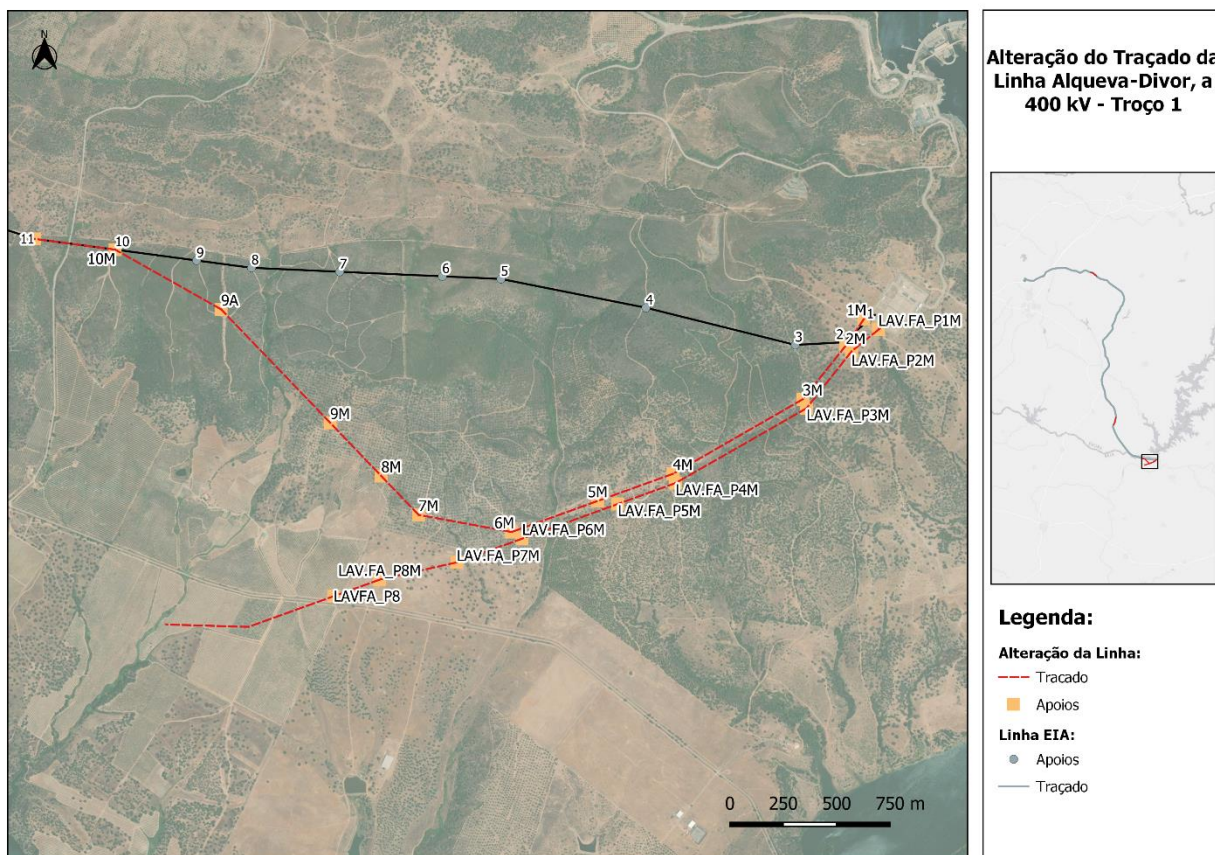 N
11
10
10M
9
8
7
6
5
4
3
2
1M
1
LAV.FA_P1M
2M
LAV.FA_P2M
9A
3M
LAV.FA_P3M
9M
4M
LAV.FA_P4M
8M
5M
LAV.FA_P5M
7M
6M
LAV.FA_P6M
LAV.FA_P7M
LAV.FA_P8M
LAVFA_P8
0 250 500 750 m
Alteração do Traçado da
Linha Alqueva-Divor, a
400 kV - Troço 1
Legenda:
Alteração da Linha:
Tracado
Apoios
Linha EIA:
Apoios
Traçado